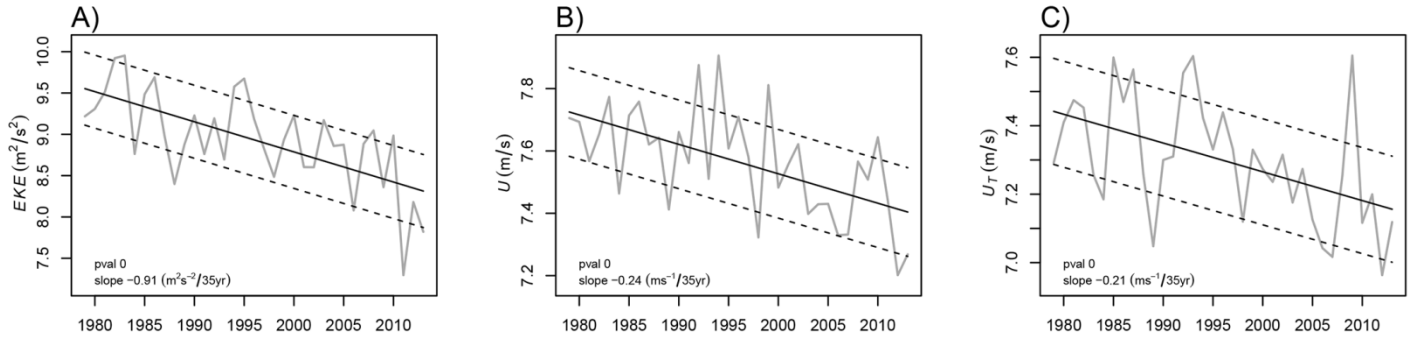 A)
EKE (m²/s²)
10.0
9.5
9.0
8.5
8.0
7.5
pval 0
slope −0.91 (m²s⁻²/35yr)
1980 1985 1990 1995 2000 2005 2010
B)
U (m/s)
7.8
7.6
7.4
7.2
pval 0
slope −0.24 (ms⁻¹/35yr)
1980 1985 1990 1995 2000 2005 2010
C)
U_T (m/s)
7.6
7.4
7.2
7.0
pval 0
slope −0.21 (ms⁻¹/35yr)
1980 1985 1990 1995 2000 2005 2010